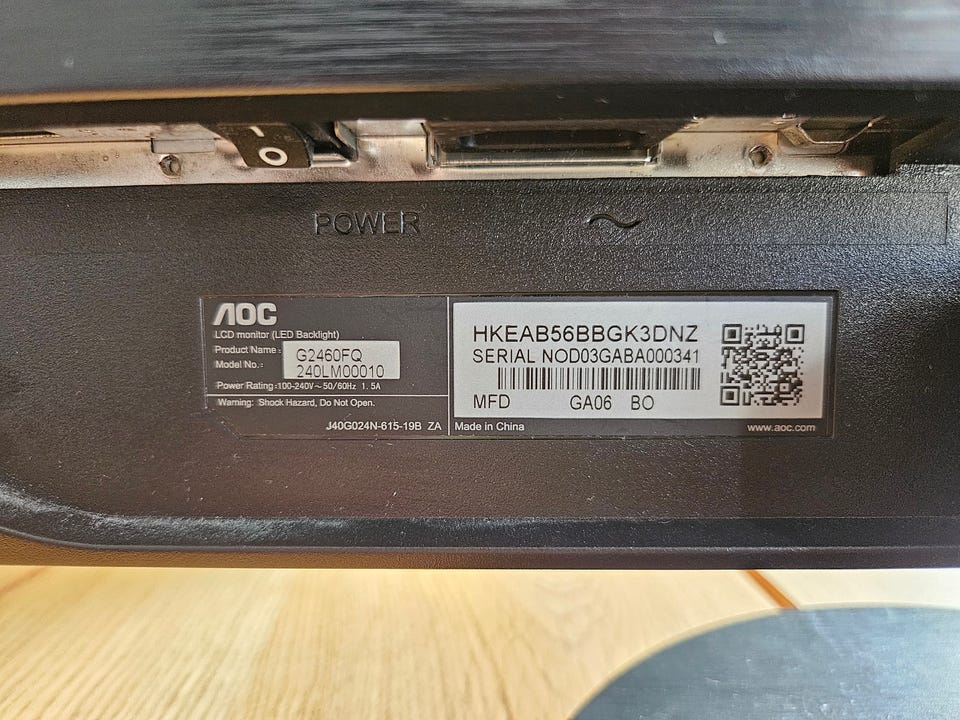 POWER
AOC
LCD monitor (LED Backlight)
Product Name : G2460FQ
Model No.: 240LM00010
Power Rating:100-240V~50/60Hz 1.5A
Warning: Shock Hazard, Do Not Open.
J40G024N-615-19B ZA
HKEAB56BBGK3DNZ
SERIAL NOD03GABA000341
MFD GA06 BO
Made in China
www.aoc.com